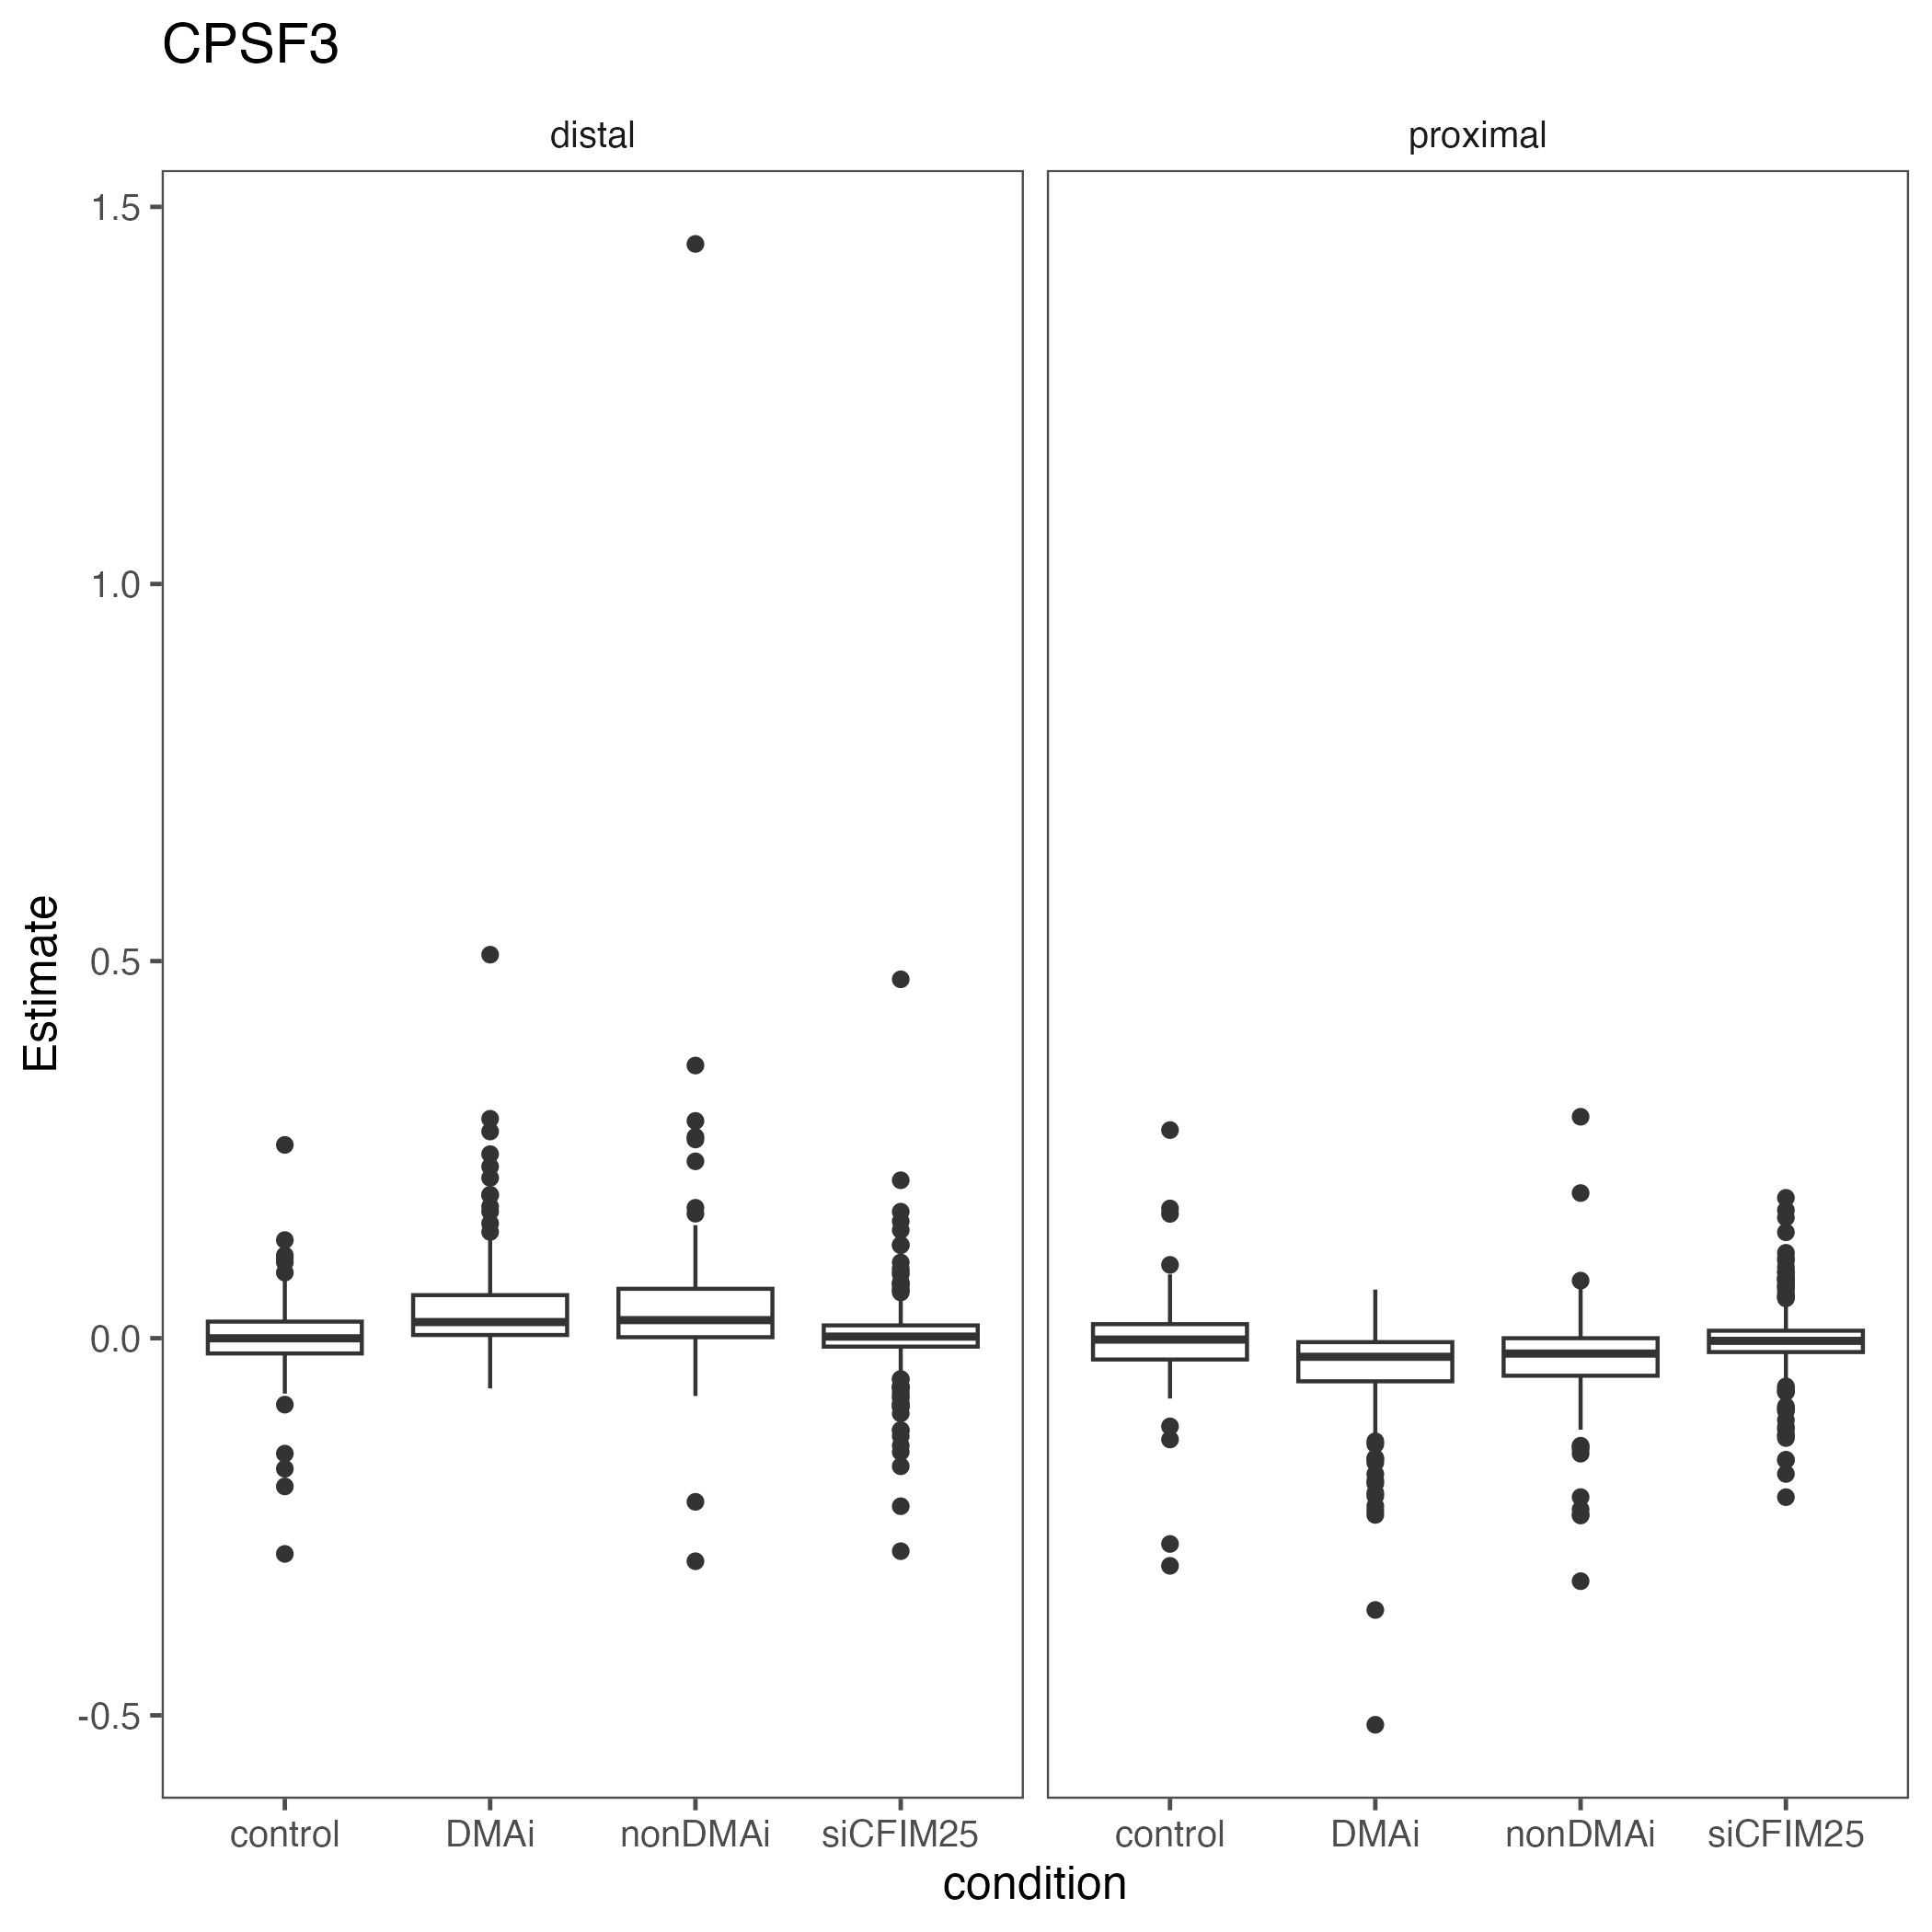 CPSF3
distal
proximal
1.5
1.0
0.5
0.0
-0.5
Estimate
control
DMAi
nonDMAi
siCFIM25
control
DMAi
nonDMAi
siCFIM25
condition